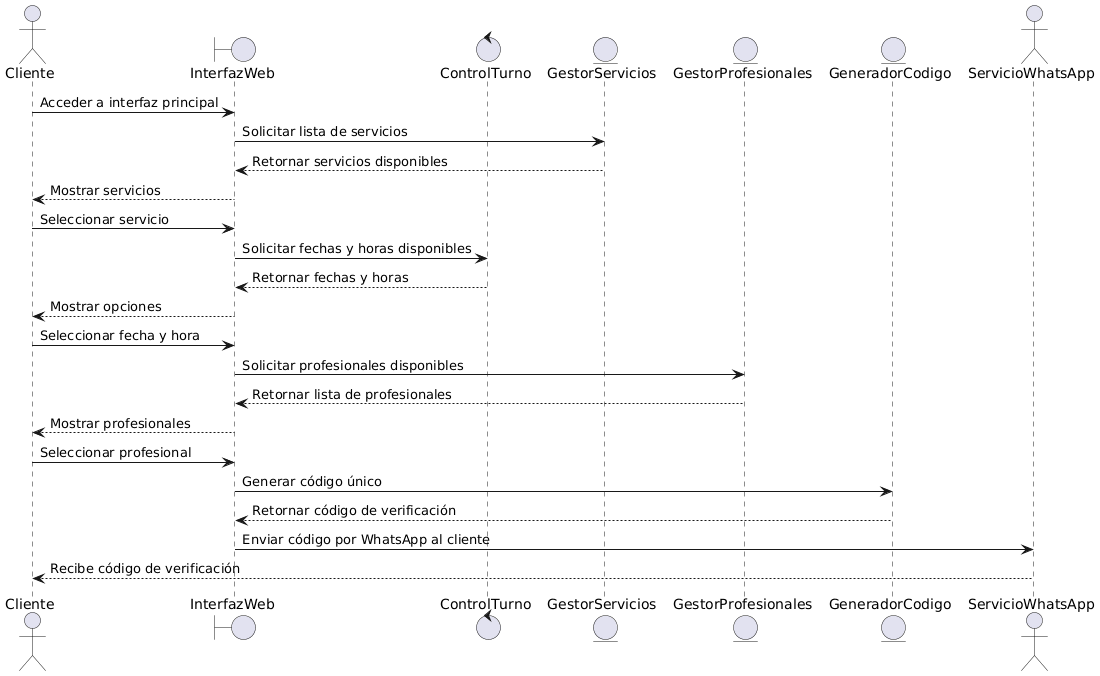 Cliente InterfazWeb ControlTurno GestorServicios GestorProfesionales GeneradorCodigo ServicioWhatsApp
Acceder a interfaz principal
Solicitar lista de servicios
Retornar servicios disponibles
Mostrar servicios
Seleccionar servicio
Solicitar fechas y horas disponibles
Retornar fechas y horas
Mostrar opciones
Seleccionar fecha y hora
Solicitar profesionales disponibles
Retornar lista de profesionales
Mostrar profesionales
Seleccionar profesional
Generar código único
Retornar código de verificación
Enviar código por WhatsApp al cliente
Recibe código de verificación
Cliente InterfazWeb ControlTurno GestorServicios GestorProfesionales GeneradorCodigo ServicioWhatsApp